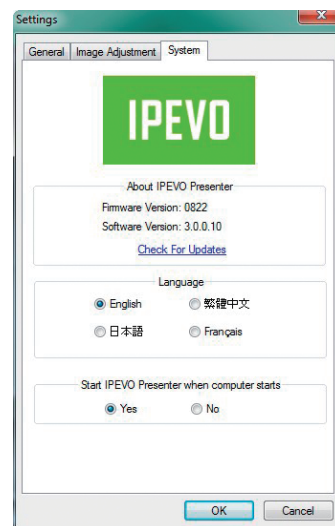 Settings
X
General Image Adjustment System
IPEVO
About IPEVO Presenter
Firmware Version: 0822
Software Version: 3.0.0.10
Check For Updates
Language
English 繁體中文
日本語 Français
Start IPEVO Presenter when computer starts
Yes No
OK Cancel